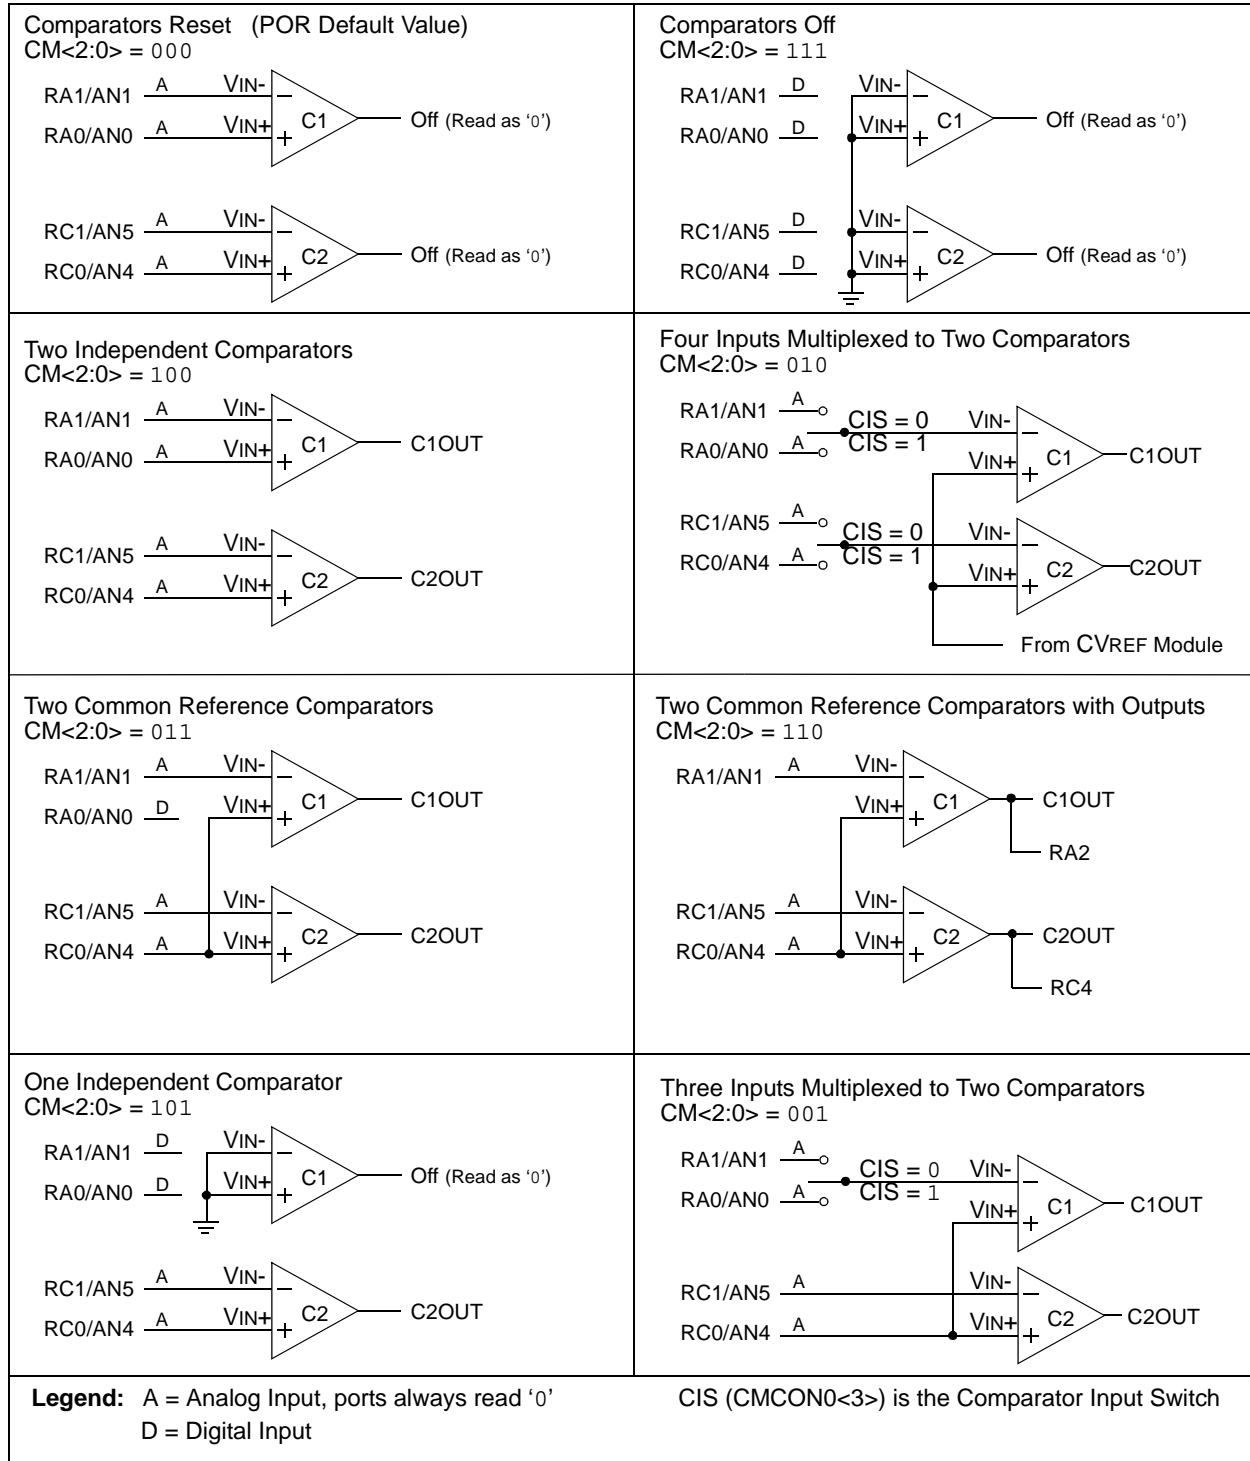 Comparators Reset (POR Default Value)
CM<2:0> = 000
RA1/AN1 A VIN-
RA0/AN0 A VIN+ C1 Off (Read as ‘0’)
RC1/AN5 A VIN-
RC0/AN4 A VIN+ C2 Off (Read as ‘0’)
Comparators Off
CM<2:0> = 111
RA1/AN1 D VIN-
RA0/AN0 D VIN+ C1 Off (Read as ‘0’)
RC1/AN5 D VIN-
RC0/AN4 D VIN+ C2 Off (Read as ‘0’)
Two Independent Comparators
CM<2:0> = 100
RA1/AN1 A VIN-
RA0/AN0 A VIN+ C1 C1OUT
RC1/AN5 A VIN-
RC0/AN4 A VIN+ C2 C2OUT
Four Inputs Multiplexed to Two Comparators
CM<2:0> = 010
RA1/AN1 A CIS = 0 VIN-
RA0/AN0 A CIS = 1 VIN+ C1 C1OUT
RC1/AN5 A CIS = 0 VIN-
RC0/AN4 A CIS = 1 VIN+ C2 C2OUT
From CVREF Module
Two Common Reference Comparators
CM<2:0> = 011
RA1/AN1 A VIN-
RA0/AN0 D VIN+ C1 C1OUT
RC1/AN5 A VIN-
RC0/AN4 A VIN+ C2 C2OUT
Two Common Reference Comparators with Outputs
CM<2:0> = 110
RA1/AN1 A VIN-
VIN+ C1 C1OUT
RA2
RC1/AN5 A VIN-
RC0/AN4 A VIN+ C2 C2OUT
RC4
One Independent Comparator
CM<2:0> = 101
RA1/AN1 D VIN-
RA0/AN0 D VIN+ C1 Off (Read as ‘0’)
RC1/AN5 A VIN-
RC0/AN4 A VIN+ C2 C2OUT
Three Inputs Multiplexed to Two Comparators
CM<2:0> = 001
RA1/AN1 A CIS = 0 VIN-
RA0/AN0 A CIS = 1 VIN+ C1 C1OUT
RC1/AN5 A VIN-
RC0/AN4 A VIN+ C2 C2OUT
Legend: A = Analog Input, ports always read ‘0’ CIS (CMCON0<3>) is the Comparator Input Switch
D = Digital Input